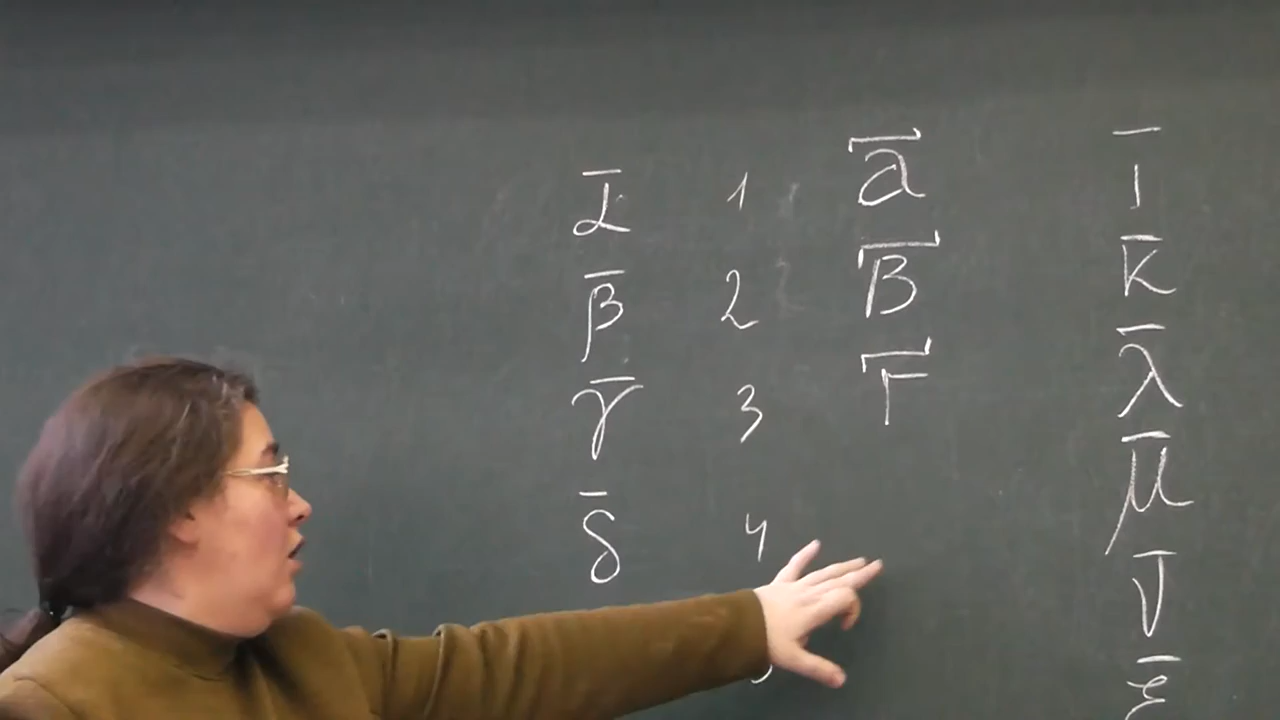 ᾱ 1 а҃ ῑ
β̄ 2 в҃ κ̄
γ̄ 3 г҃ λ̄
δ̄ 4 μ̄
ν̄
ξ̄